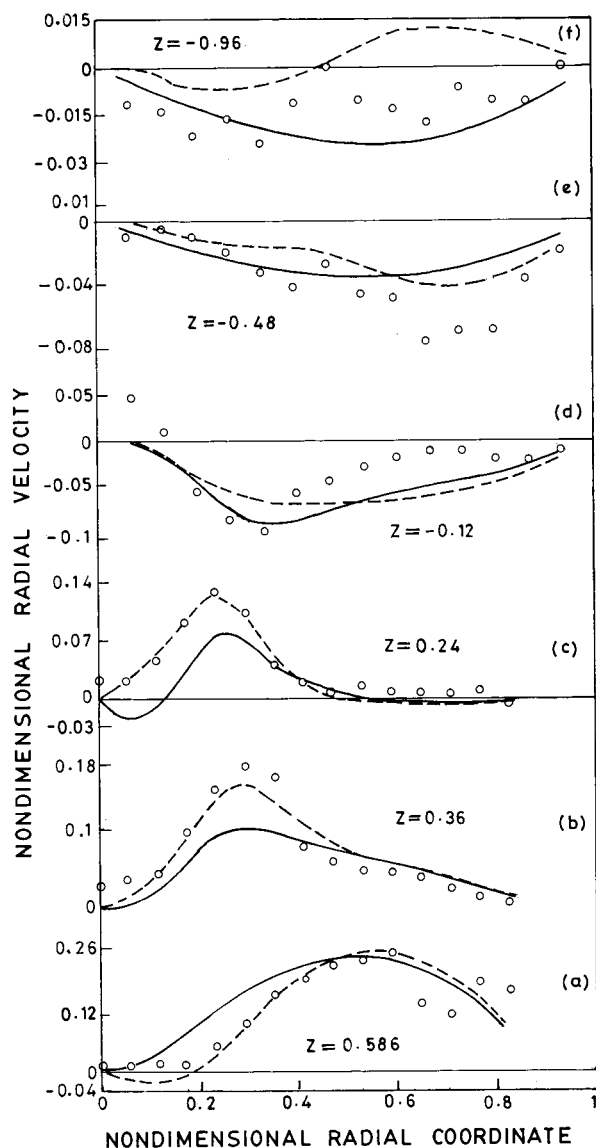 0.015
Z = -0.96
(f)
0
-0.015
-0.03
0.01
(e)
0
-0.04
Z = -0.48
-0.08
0.05
(d)
0
-0.05
Z = -0.12
-0.1
0.14
Z = 0.24
(c)
0.07
0
-0.03
0.18
Z = 0.36
(b)
0.1
0
0.26
(a)
0.12
Z = 0.586
0
-0.04
0 0.2 0.4 0.6 0.8 1
NONDIMENSIONAL RADIAL COORDINATE
NONDIMENSIONAL RADIAL VELOCITY